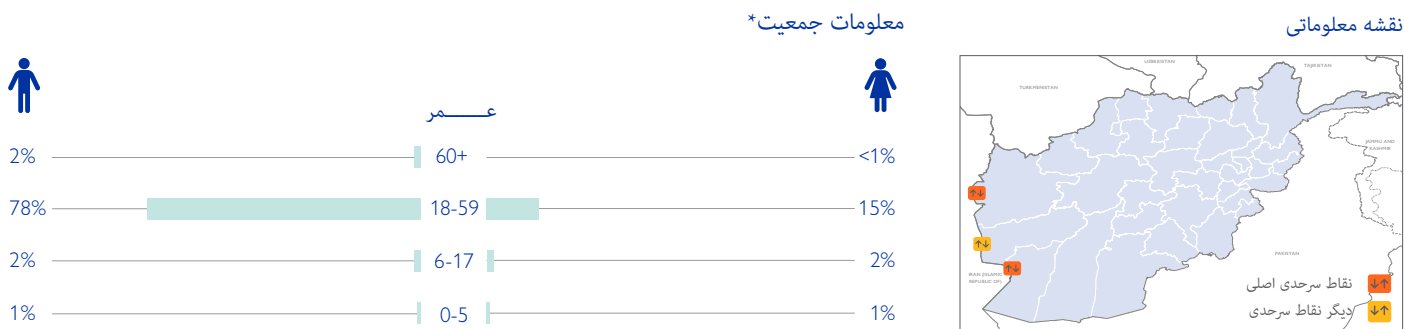 نقشه معلوماتی
معلومات جمعیت*
UZBEKISTAN
TAJIKISTAN
TURKMENISTAN
JAMMU AND
KASHMIR
PAKISTAN
IRAN (ISLAMIC
REPUBLIC OF)
نقاط سرحدی اصلی
دیگر نقاط سرحدی
عـــــمر
2% 60+ <1%
78% 18-59 15%
2% 6-17 2%
1% 0-5 1%